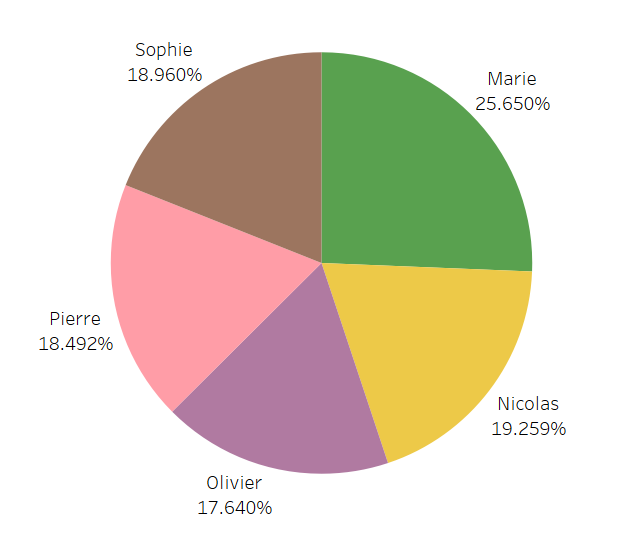 Sophie
18.960%
Marie
25.650%
Pierre
18.492%
Nicolas
19.259%
Olivier
17.640%